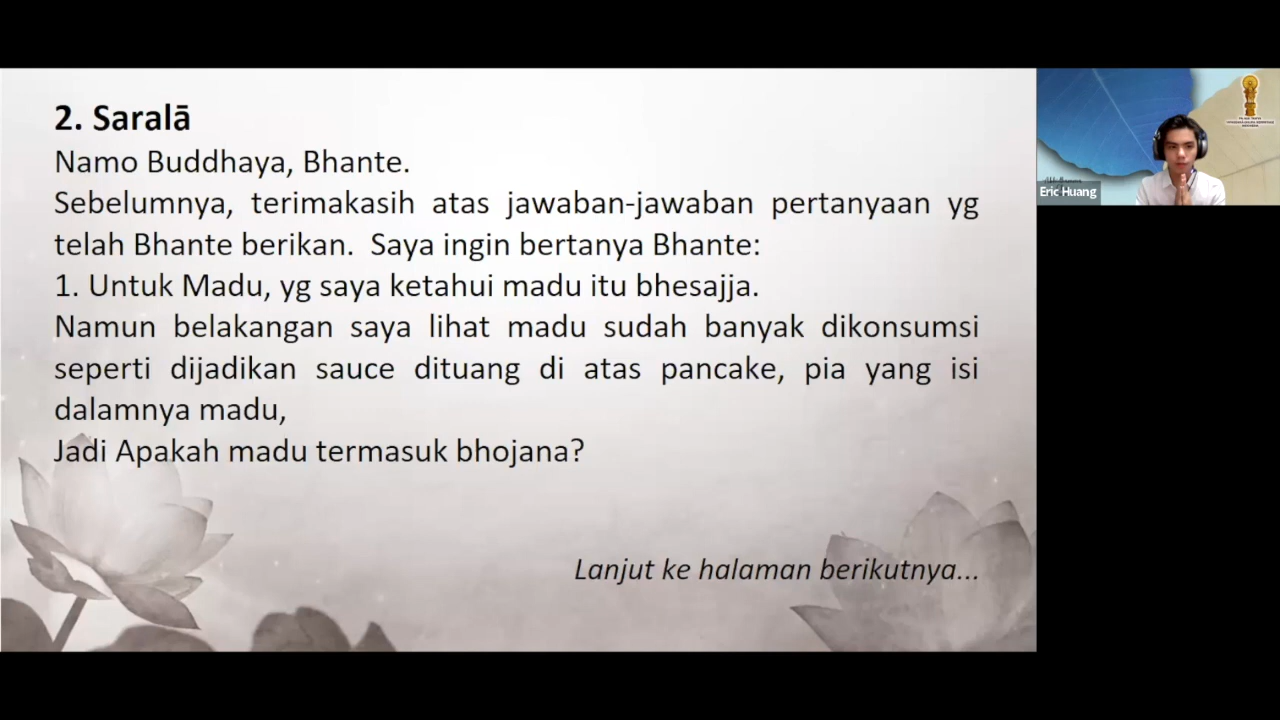 2. Saralā
Namo Buddhaya, Bhante.
Sebelumnya, terimakasih atas jawaban-jawaban pertanyaan yg
telah Bhante berikan. Saya ingin bertanya Bhante:
1. Untuk Madu, yg saya ketahui madu itu bhesajja.
Namun belakangan saya lihat madu sudah banyak dikonsumsi
seperti dijadikan sauce dituang di atas pancake, pia yang isi
dalamnya madu,
Jadi Apakah madu termasuk bhojana?
Lanjut ke halaman berikutnya...
Eric Huang